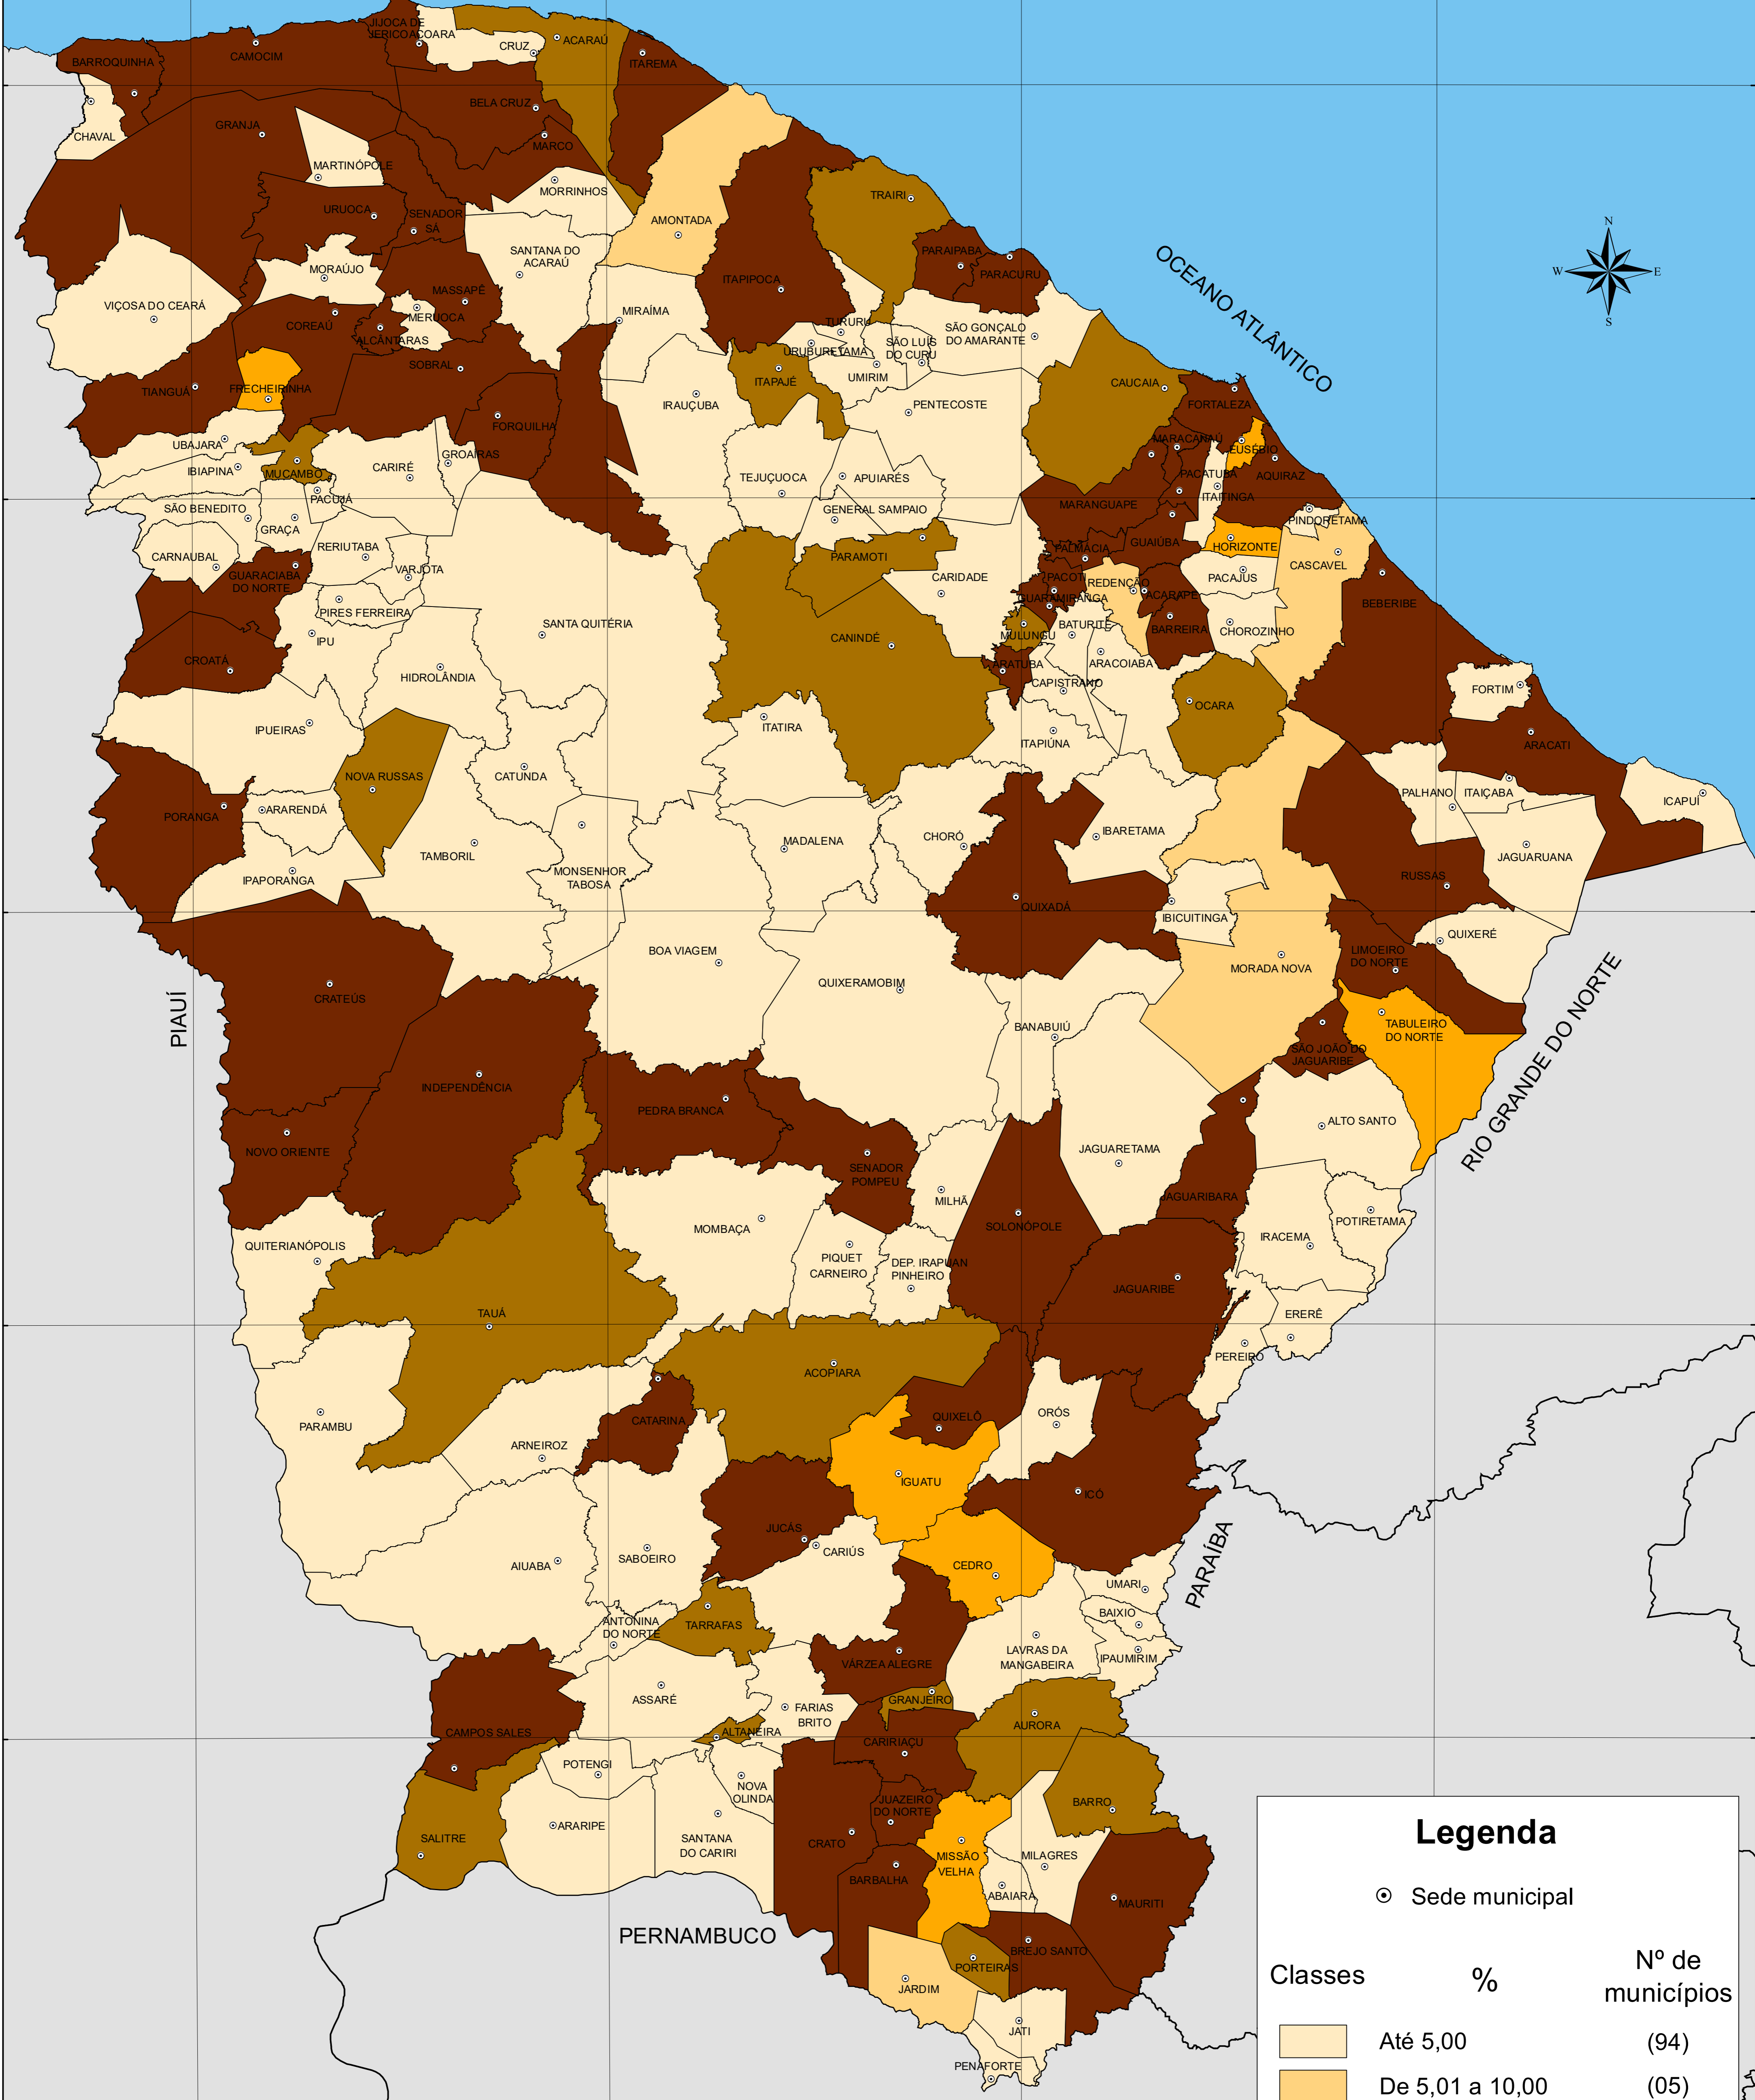 JIJOCA DE
JERICOACOARA
CRUZ
ACARAÚ
BARROQUINHA
CAMOCIM
ITAREMA
BELA CRUZ
CHAVAL
GRANJA
MARCO
MARTINÓPOLE
MORRINHOS
TRAIRI
URUOCA
SENADOR
SÁ
AMONTADA
N
W
E
S
SANTANA DO
ACARAÚ
PARAIPABA
PARACURU
OCEANO ATLÂNTICO
MORAÚJO
ITAPIPOCA
VIÇOSA DO CEARÁ
MASSAPÊ
MIRAÍMA
MERUOCA
TURURU
COREAÚ
SÃO GONÇALO
DO AMARANTE
ALCÂNTARAS
URUBURETAMA
SÃO LUÍS
DO CURU
SOBRAL
UMIRIM
ITAPAJÉ
CAUCAIA
TIANGUÁ
FRECHEIRINHA
IRAUÇUBA
PENTECOSTE
FORTALEZA
FORQUILHA
UBAJARA
MARACANAÚ
EUSÉBIO
GROAÍRAS
IBIAPINA
MUCAMBO
CARIRÉ
TEJUÇUOCA
APUIARÉS
PACATUBA
AQUIRAZ
PACUJÁ
ITAITINGA
SÃO BENEDITO
GENERAL SAMPAIO
MARANGUAPE
GRAÇA
PINDORETAMA
CARNAUBAL
RERIUTABA
PARAMOTI
PALMÁCIA
GUAIÚBA
HORIZONTE
CASCAVEL
VARJOTA
GUARACIABA
DO NORTE
CARIDADE
PACOTI
REDENÇÃO
PACAJUS
PIRES FERREIRA
GUARAMIRANGA
ACARAPE
BEBERIBE
IPU
SANTA QUITÉRIA
CANINDÉ
MULUNGU
BATURITÉ
BARREIRA
CHOROZINHO
CROATÁ
ARATUBA
ARACOIABA
HIDROLÂNDIA
CAPISTRANO
FORTIM
OCARA
IPUEIRAS
ITATIRA
ITAPIÚNA
ARACATI
NOVA RUSSAS
CATUNDA
PALHANO
ITAIÇABA
ICAPUÍ
PORANGA
ARARENDÁ
CHORÓ
IBARETAMA
MADALENA
TAMBORIL
JAGUARUANA
IPAPORANGA
MONSENHOR
TABOSA
RUSSAS
QUIXADÁ
IBICUITINGA
QUIXERÉ
BOA VIAGEM
LIMOEIRO
DO NORTE
MORADA NOVA
QUIXERAMOBIM
CRATEÚS
PIAUÍ
BANABUIÚ
TABULEIRO
DO NORTE
SÃO JOÃO DO
JAGUARIBE
RIO GRANDE DO NORTE
INDEPENDÊNCIA
PEDRA BRANCA
ALTO SANTO
NOVO ORIENTE
JAGUARETAMA
SENADOR
POMPEU
MILHÃ
JAGUARIBARA
MOMBAÇA
SOLONÓPOLE
POTIRETAMA
QUITERIANÓPOLIS
IRACEMA
PIQUET
CARNEIRO
DEP. IRAPUAN
PINHEIRO
JAGUARIBE
TAUÁ
ERERÊ
PEREIRO
ACOPIARA
PARAMBU
CATARINA
QUIXELÔ
ORÓS
ARNEIROZ
IGUATU
ICÓ
JUCÁS
CARIÚS
AIUABA
SABOEIRO
CEDRO
PARAÍBA
UMARI
BAIXIO
ANTONINA
DO NORTE
TARRAFAS
LAVRAS DA
MANGABEIRA
IPAUMIRIM
VÁRZEA ALEGRE
ASSARÉ
GRANJEIRO
FARIAS
BRITO
AURORA
CAMPOS SALES
ALTANEIRA
CARIRIAÇU
POTENGI
NOVA
OLINDA
JUAZEIRO
DO NORTE
BARRO
ARARIPE
SALITRE
SANTANA
DO CARIRI
CRATO
MISSÃO
VELHA
MILAGRES
BARBALHA
ABAIARA
MAURITI
PERNAMBUCO
BREJO SANTO
PORTEIRAS
JARDIM
JATI
PENAFORTE
Legenda
Sede municipal
Classes % Nº de
municípios
Até 5,00 (94)
De 5,01 a 10,00 (05)